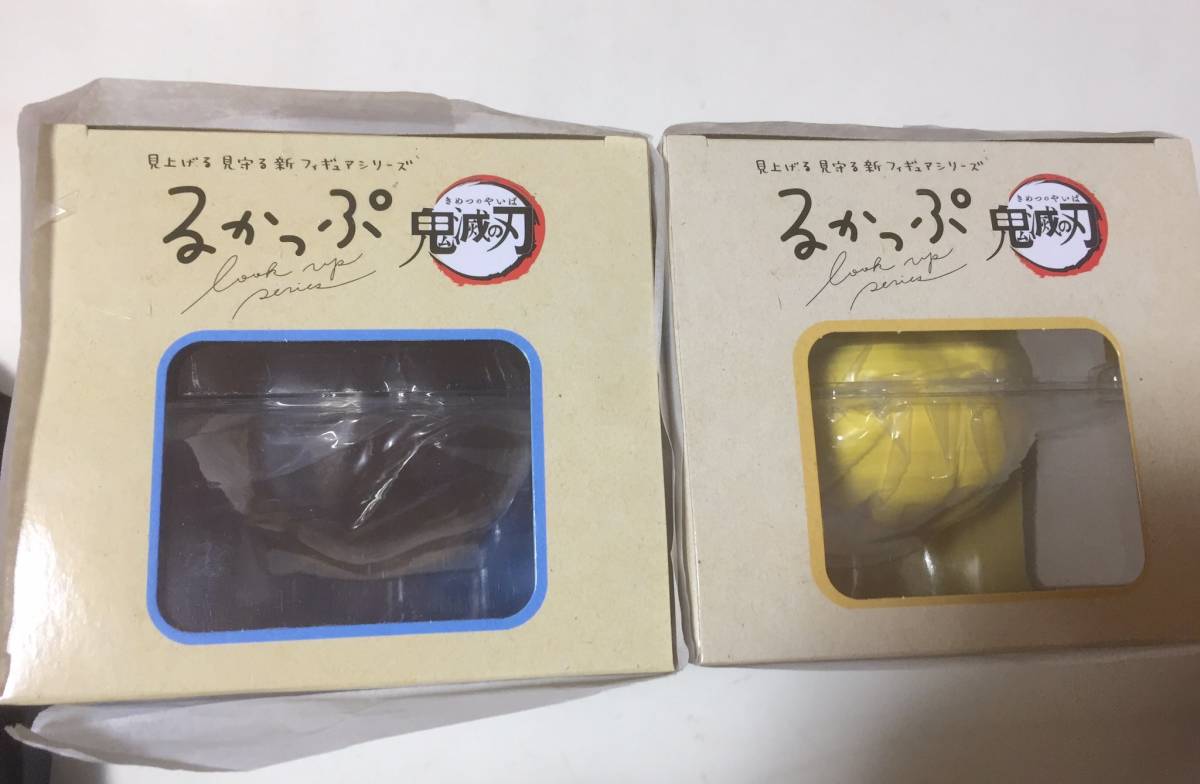 見上げる 見守る 新 フィギュアシリーズ
るかっぷ
look up
series
きめつのやいば
鬼滅の刃
見上げる 見守る 新 フィギュアシリーズ
るかっぷ
look up
series
きめつのやいば
鬼滅の刃